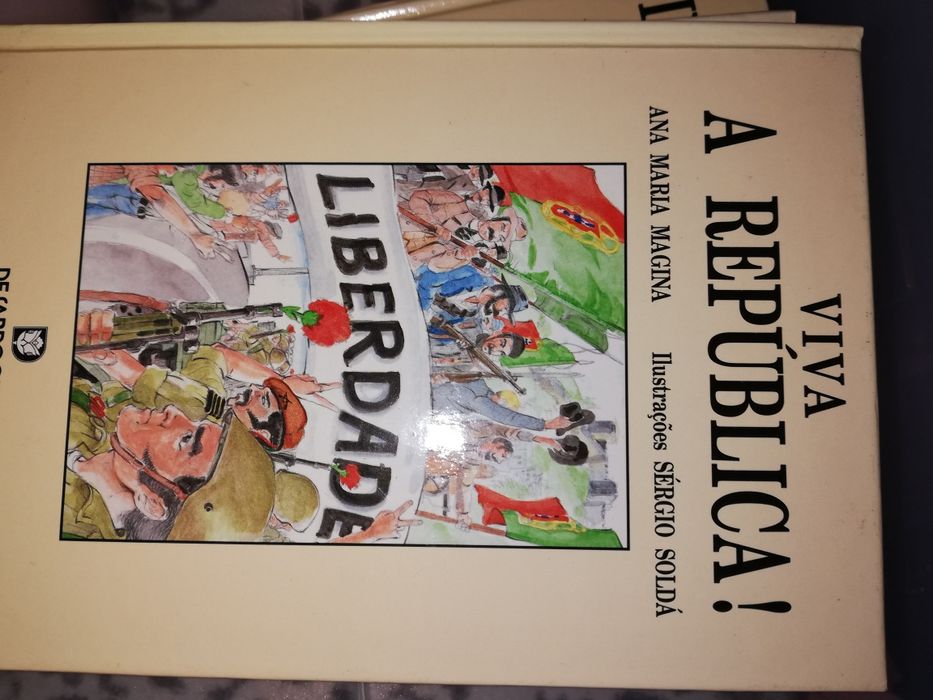 VIVA
A REPÚBLICA!
ANA MARIA MAGINA Ilustrações SÉRGIO SOLDÁ
LIBERDADE